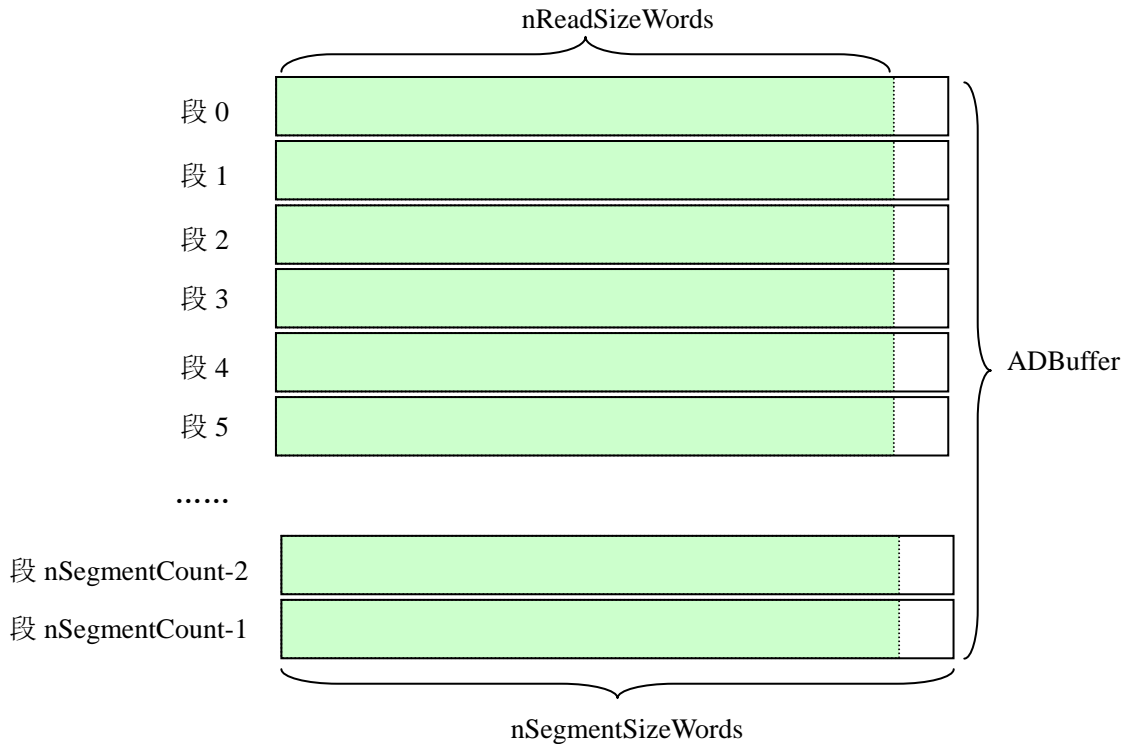 nReadSizeWords
段 0
段 1
段 2
段 3
段 4
ADBuffer
段 5
……
段 nSegmentCount-2
段 nSegmentCount-1
nSegmentSizeWords